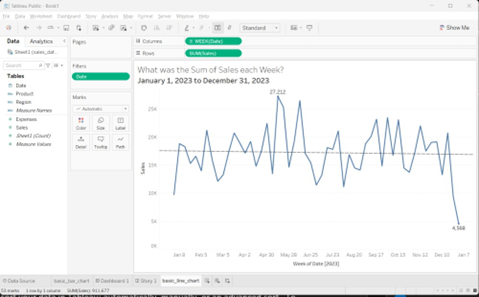 Tableau Public - Book1
File Data Worksheet Dashboard Story Analysis Map Format Server Window Help
Standard
Show Me
Data Analytics
Pages
Columns
WEEK(Date)
Rows
SUM(Sales)
Sheet1 (sales_dat...
Search
Filters
Date
Tables
Date
Product
Region
Measure Names
Expenses
Sales
Sheet1 (Count)
Measure Values
Marks
Automatic
Color Size Label
Detail Tooltip Path
What was the Sum of Sales each Week?
January 1, 2023 to December 31, 2023
27,212
25K
20K
15K
10K
5K
0K
Sales
4,568
Jan 8
Feb 5
Mar 5
Apr 2
Apr 30
May 28
Jun 25
Jul 23
Aug 20
Sep 17
Oct 15
Nov 12
Dec 10
Jan 7
Week of Date [2023]
Data Source
basic_bar_chart
Dashboard 1
Story 1
basic_line_chart
53 marks
1 row by 1 column